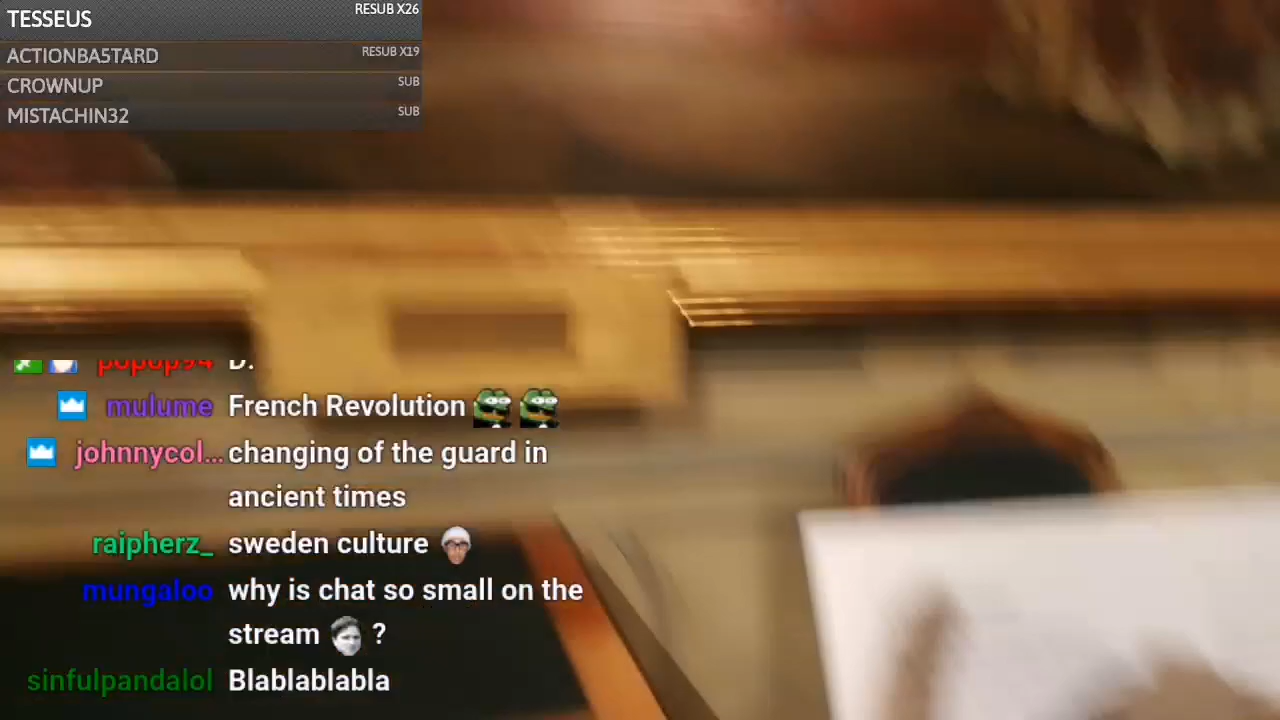 TESSEUS RESUB X26
ACTIONBA5TARD RESUB X19
CROWNUP SUB
MISTACHIN32 SUB
popop94 D.
mulume French Revolution
johnnycol... changing of the guard in
ancient times
raipherz_ sweden culture
mungaloo why is chat so small on the
stream ?
sinfulpandalol Blablablabla